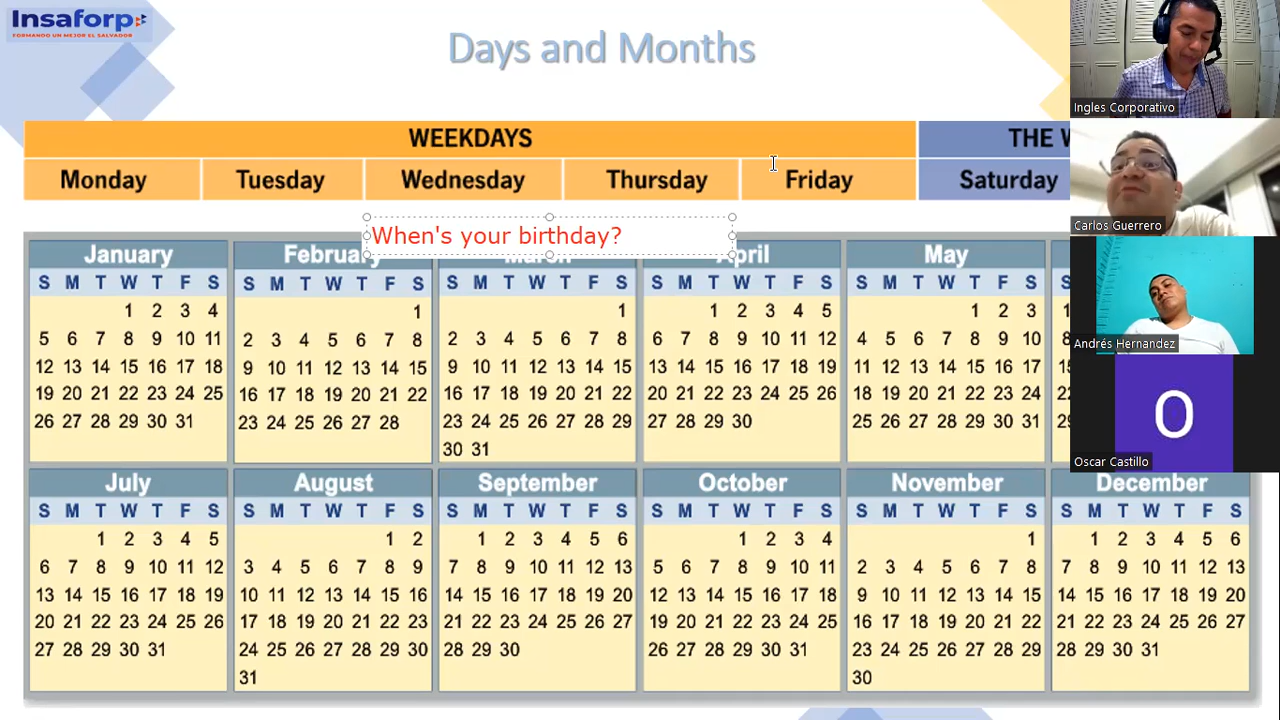 Insaforp
FORMANDO UN MEJOR EL SALVADOR
Days and Months
WEEKDAYS THE W
Monday Tuesday Wednesday Thursday Friday Saturday
When's your birthday?
January February March April May
S M T W T F S S M T W T F S S M T W T F S S M T W T F S S M T W T F S S
1 2 3 4 1 1 1 2 3 4 5 1 2 3 1
5 6 7 8 9 10 11 2 3 4 5 6 7 8 2 3 4 5 6 7 8 6 7 8 9 10 11 12 4 5 6 7 8 9 10 8
12 13 14 15 16 17 18 9 10 11 12 13 14 15 9 10 11 12 13 14 15 13 14 15 16 17 18 19 11 12 13 14 15 16 17 15
19 20 21 22 23 24 25 16 17 18 19 20 21 22 16 17 18 19 20 21 22 20 21 22 23 24 25 26 18 19 20 21 22 23 24 22
26 27 28 29 30 31 23 24 25 26 27 28 23 24 25 26 27 28 29 27 28 29 30 25 26 27 28 29 30 31 29
30 31
July August September October November December
S M T W T F S S M T W T F S S M T W T F S S M T W T F S S M T W T F S S M T W T F S
1 2 3 4 5 1 2 1 2 3 4 5 6 1 2 3 4 1 1 2 3 4 5 6
6 7 8 9 10 11 12 3 4 5 6 7 8 9 7 8 9 10 11 12 13 5 6 7 8 9 10 11 2 3 4 5 6 7 8 7 8 9 10 11 12 13
13 14 15 16 17 18 19 10 11 12 13 14 15 16 14 15 16 17 18 19 20 12 13 14 15 16 17 18 9 10 11 12 13 14 15 14 15 16 17 18 19 20
20 21 22 23 24 25 26 17 18 19 20 21 22 23 21 22 23 24 25 26 27 19 20 21 22 23 24 25 16 17 18 19 20 21 22 21 22 23 24 25 26 27
27 28 29 30 31 24 25 26 27 28 29 30 28 29 30 26 27 28 29 30 31 23 24 25 26 27 28 29 28 29 30 31
31 30
Ingles Corporativo
Carlos Guerrero
Andrés Hernandez
O
Oscar Castillo